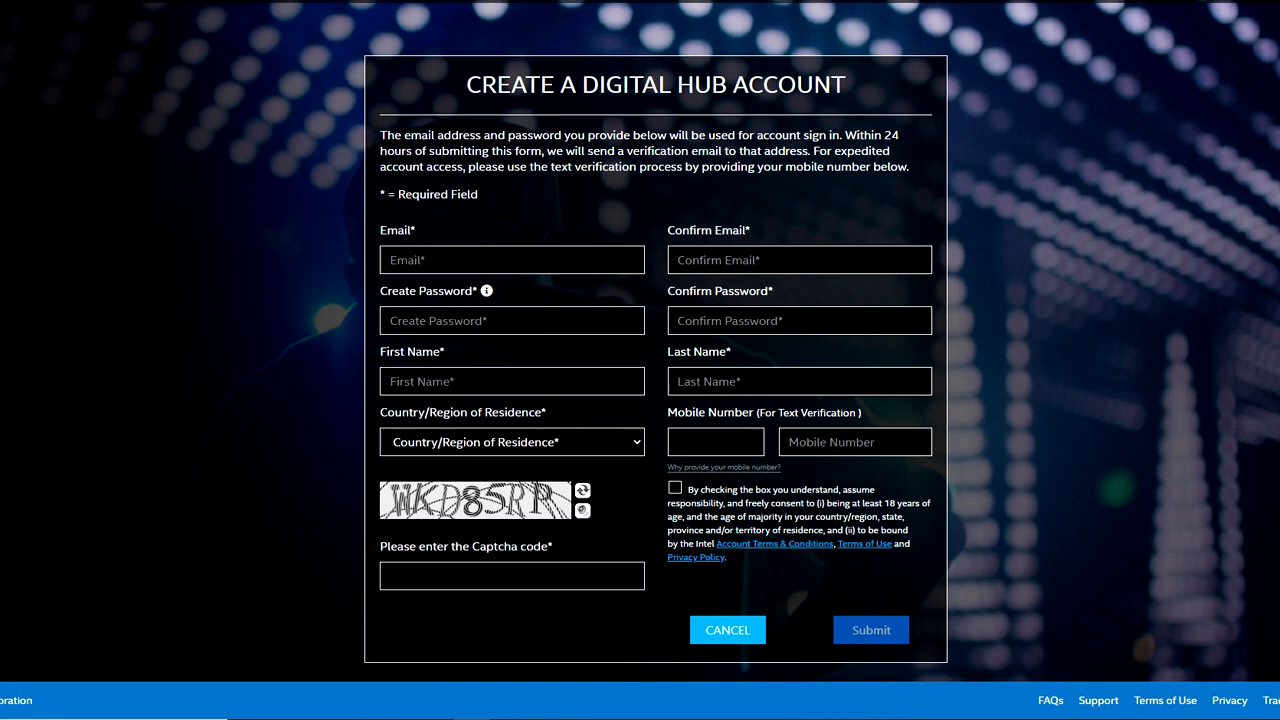 CREATE A DIGITAL HUB ACCOUNT
The email address and password you provide below will be used for account sign in. Within 24
hours of submitting this form, we will send a verification email to that address. For expedited
account access, please use the text verification process by providing your mobile number below.
* = Required Field
Email*
Confirm Email*
Email*
Confirm Email*
Create Password*
Confirm Password*
Create Password*
Confirm Password*
First Name*
Last Name*
First Name*
Last Name*
Country/Region of Residence*
Mobile Number (For Text Verification )
Country/Region of Residence*
Mobile Number
Why provide your mobile number?
By checking the box you understand, assume
responsibility, and freely consent to (i) being at least 18 years of
age, and the age of majority in your country/region, state,
province and/or territory of residence, and (ii) to be bound
by the Intel Account Terms & Conditions, Terms of Use and
Privacy Policy.
Please enter the Captcha code*
CANCEL
Submit
oration
FAQs Support Terms of Use Privacy Tra